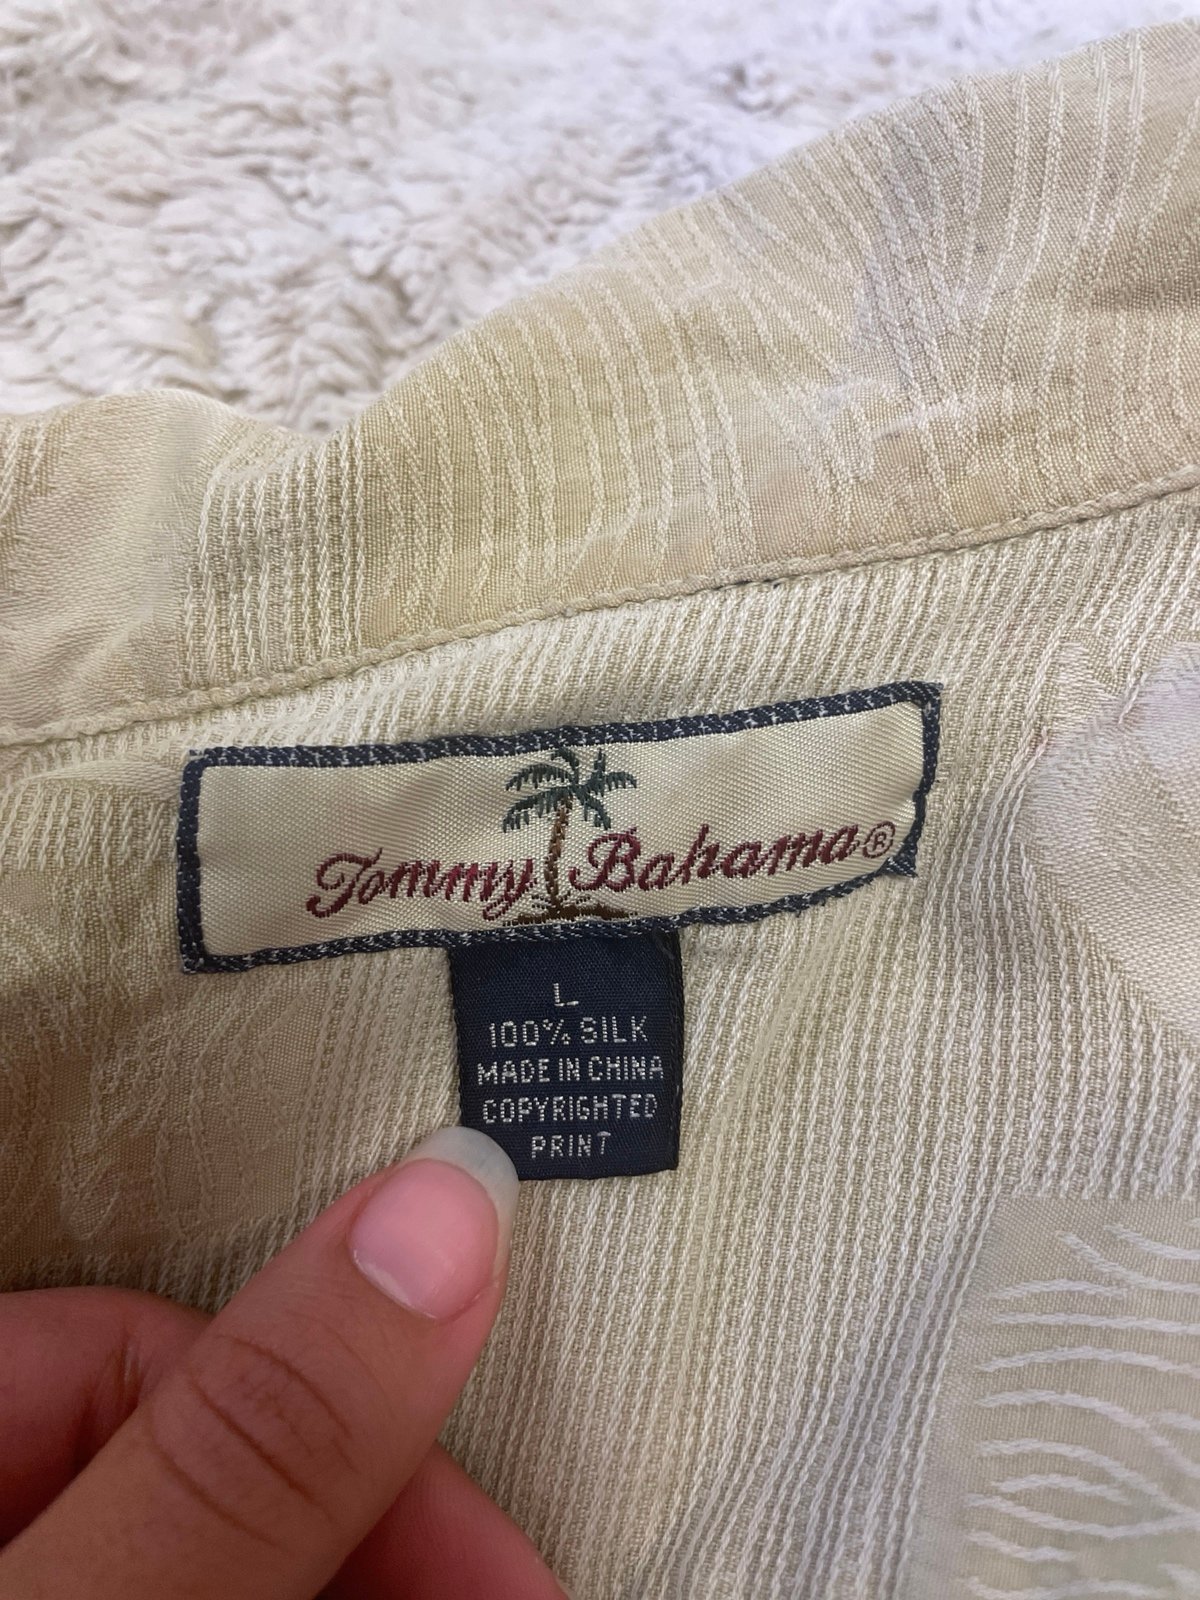 Tommy Bahama®
L
100% SILK
MADE IN CHINA
COPYRIGHTED
PRINT